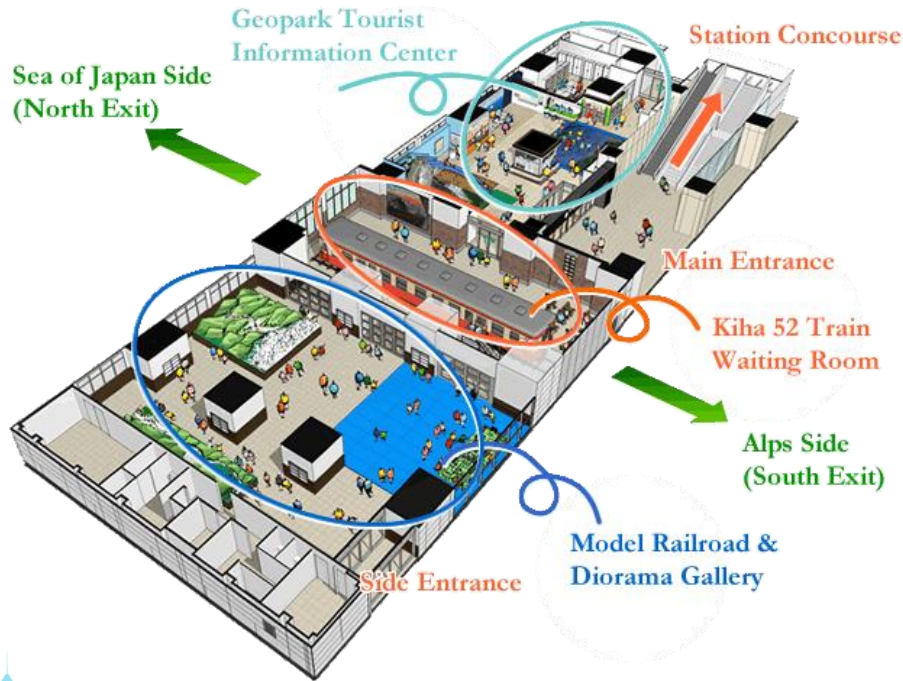 Geopark Tourist
Information Center
Station Concourse
Sea of Japan Side
(North Exit)
Main Entrance
Kiha 52 Train
Waiting Room
Alps Side
(South Exit)
Model Railroad &
Diorama Gallery
Side Entrance